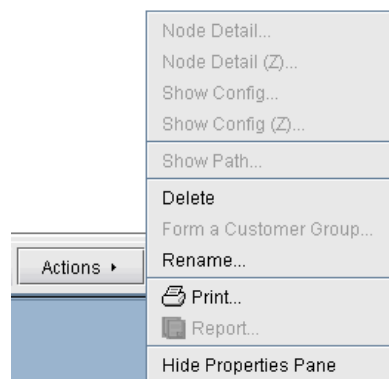 Node Detail...
Node Detail (Z)...
Show Config...
Show Config (Z)...
Show Path...
Delete
Form a Customer Group...
Actions
Rename...
Print...
Report...
Hide Properties Pane